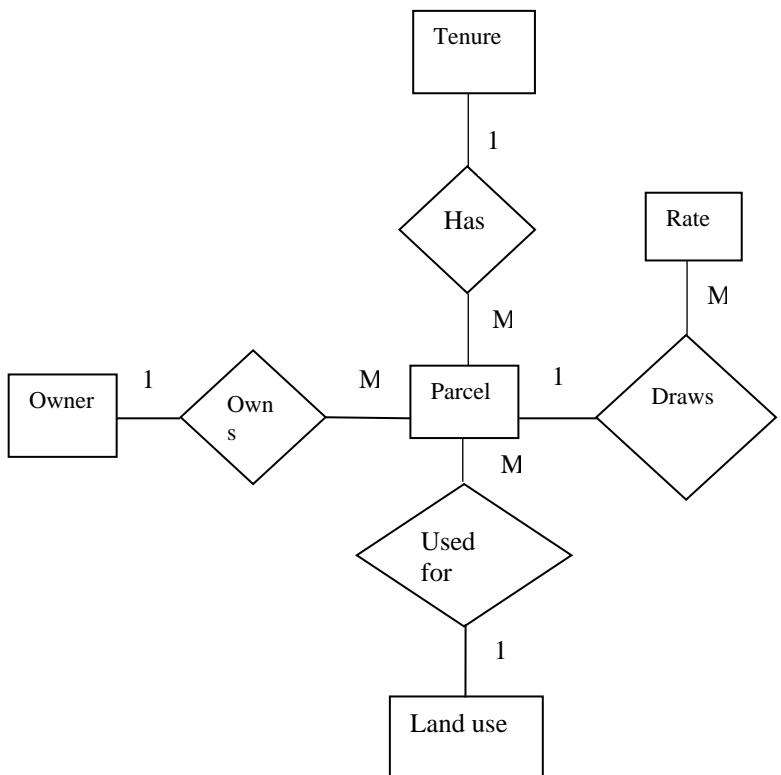 Tenure
1
Has
Rate
M
M
Owner
1
Own
s
M
Parcel
1
Draws
M
Used
for
1
Land use